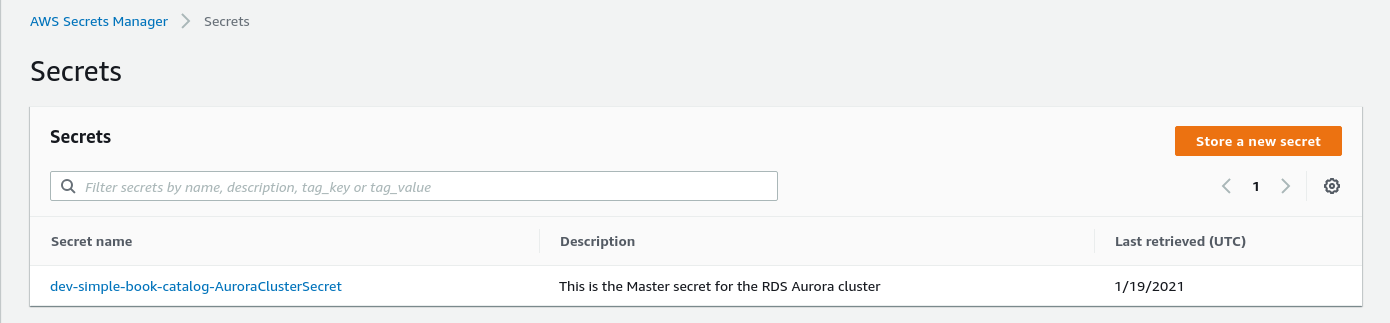 AWS Secrets Manager > Secrets
Secrets
Secrets
Store a new secret
Filter secrets by name, description, tag_key or tag_value
1
Secret name Description Last retrieved (UTC)
dev-simple-book-catalog-AuroraClusterSecret This is the Master secret for the RDS Aurora cluster 1/19/2021